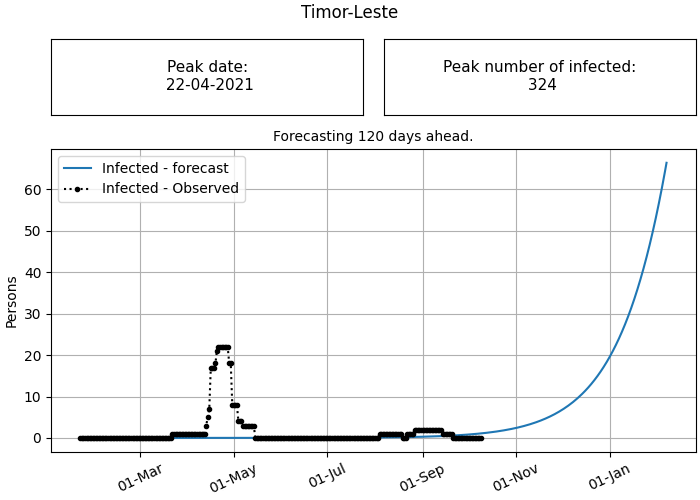 Timor-Leste
Peak date:
22-04-2021
Peak number of infected:
324
Forecasting 120 days ahead.
Infected - forecast
Infected - Observed
Persons
60
50
40
30
20
10
0
01-Mar
01-May
01-Jul
01-Sep
01-Nov
01-Jan